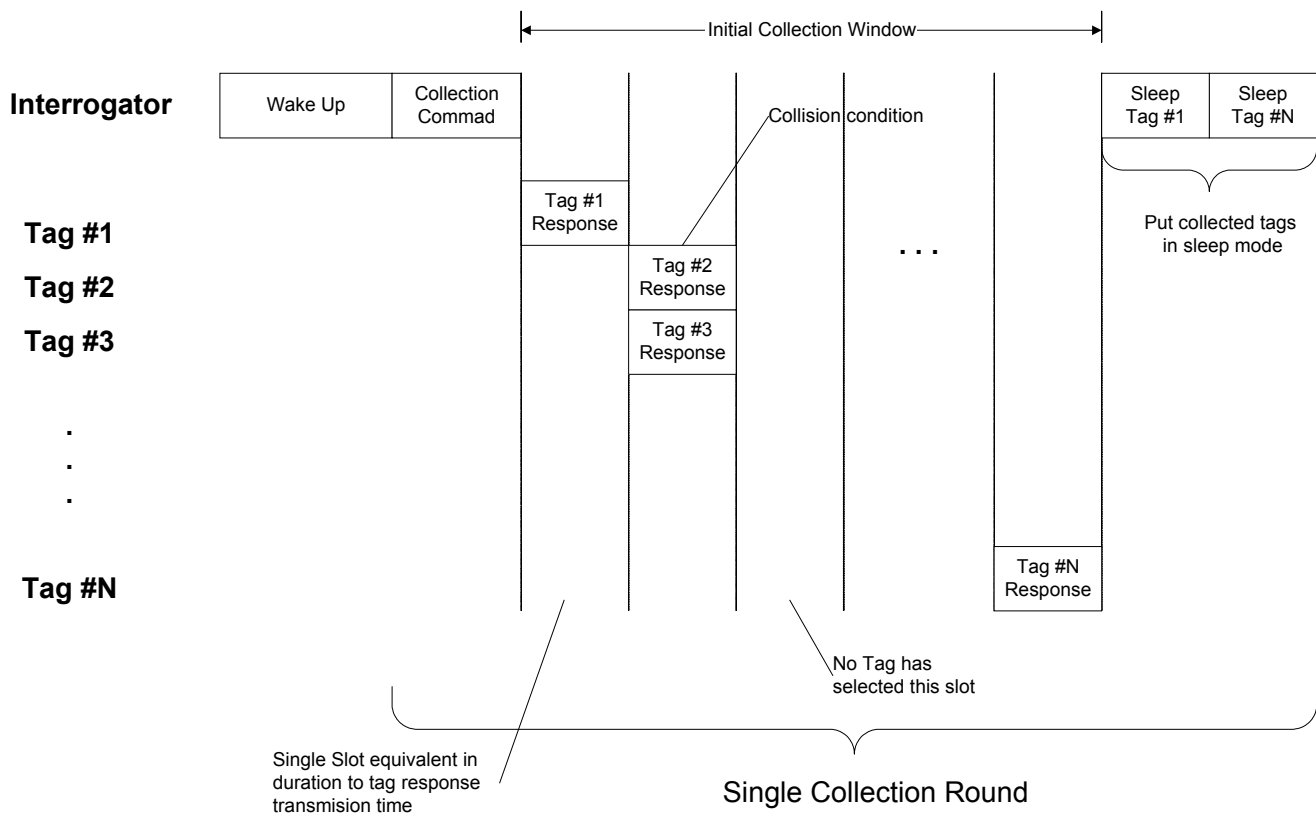 Initial Collection Window
Interrogator
Wake Up
Collection
Commad
Sleep
Tag #1
Sleep
Tag #N
Collision condition
Tag #1
Response
Tag #1
Put collected tags
in sleep mode
. . .
Tag #2
Response
Tag #2
Tag #3
Response
Tag #3
.
.
.
Tag #N
Response
Tag #N
No Tag has
selected this slot
Single Slot equivalent in
duration to tag response
transmision time
Single Collection Round